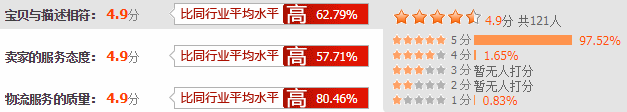 宝贝与描述相符: 4.9分 比同行业平均水平 高 62.79%
卖家的服务态度: 4.9分 比同行业平均水平 高 57.71%
物流服务的质量: 4.9分 比同行业平均水平 高 80.46%
4.9分 共121人
5分 97.52%
4分 1.65%
3分 暂无人打分
2分 暂无人打分
1分 0.83%